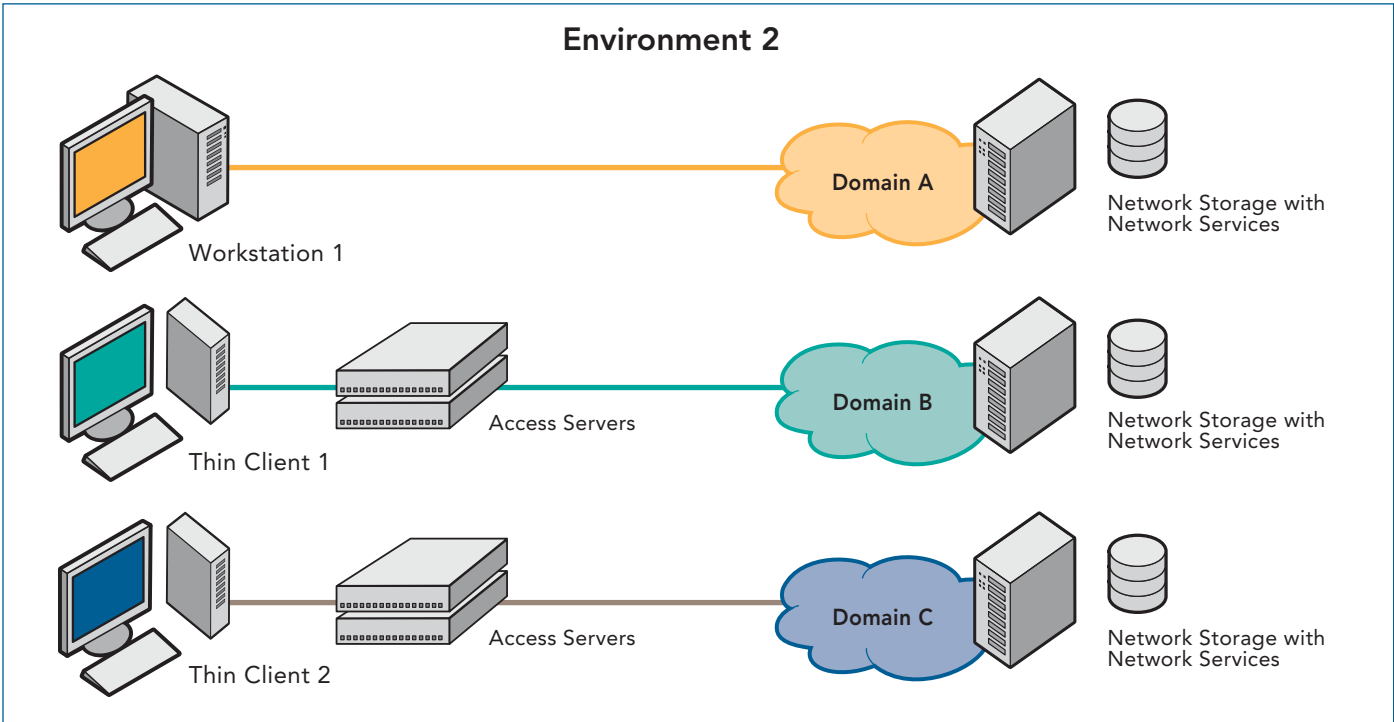 Environment 2
Domain A
Network Storage with
Network Services
Workstation 1
Domain B
Access Servers
Network Storage with
Network Services
Thin Client 1
Domain C
Access Servers
Network Storage with
Network Services
Thin Client 2